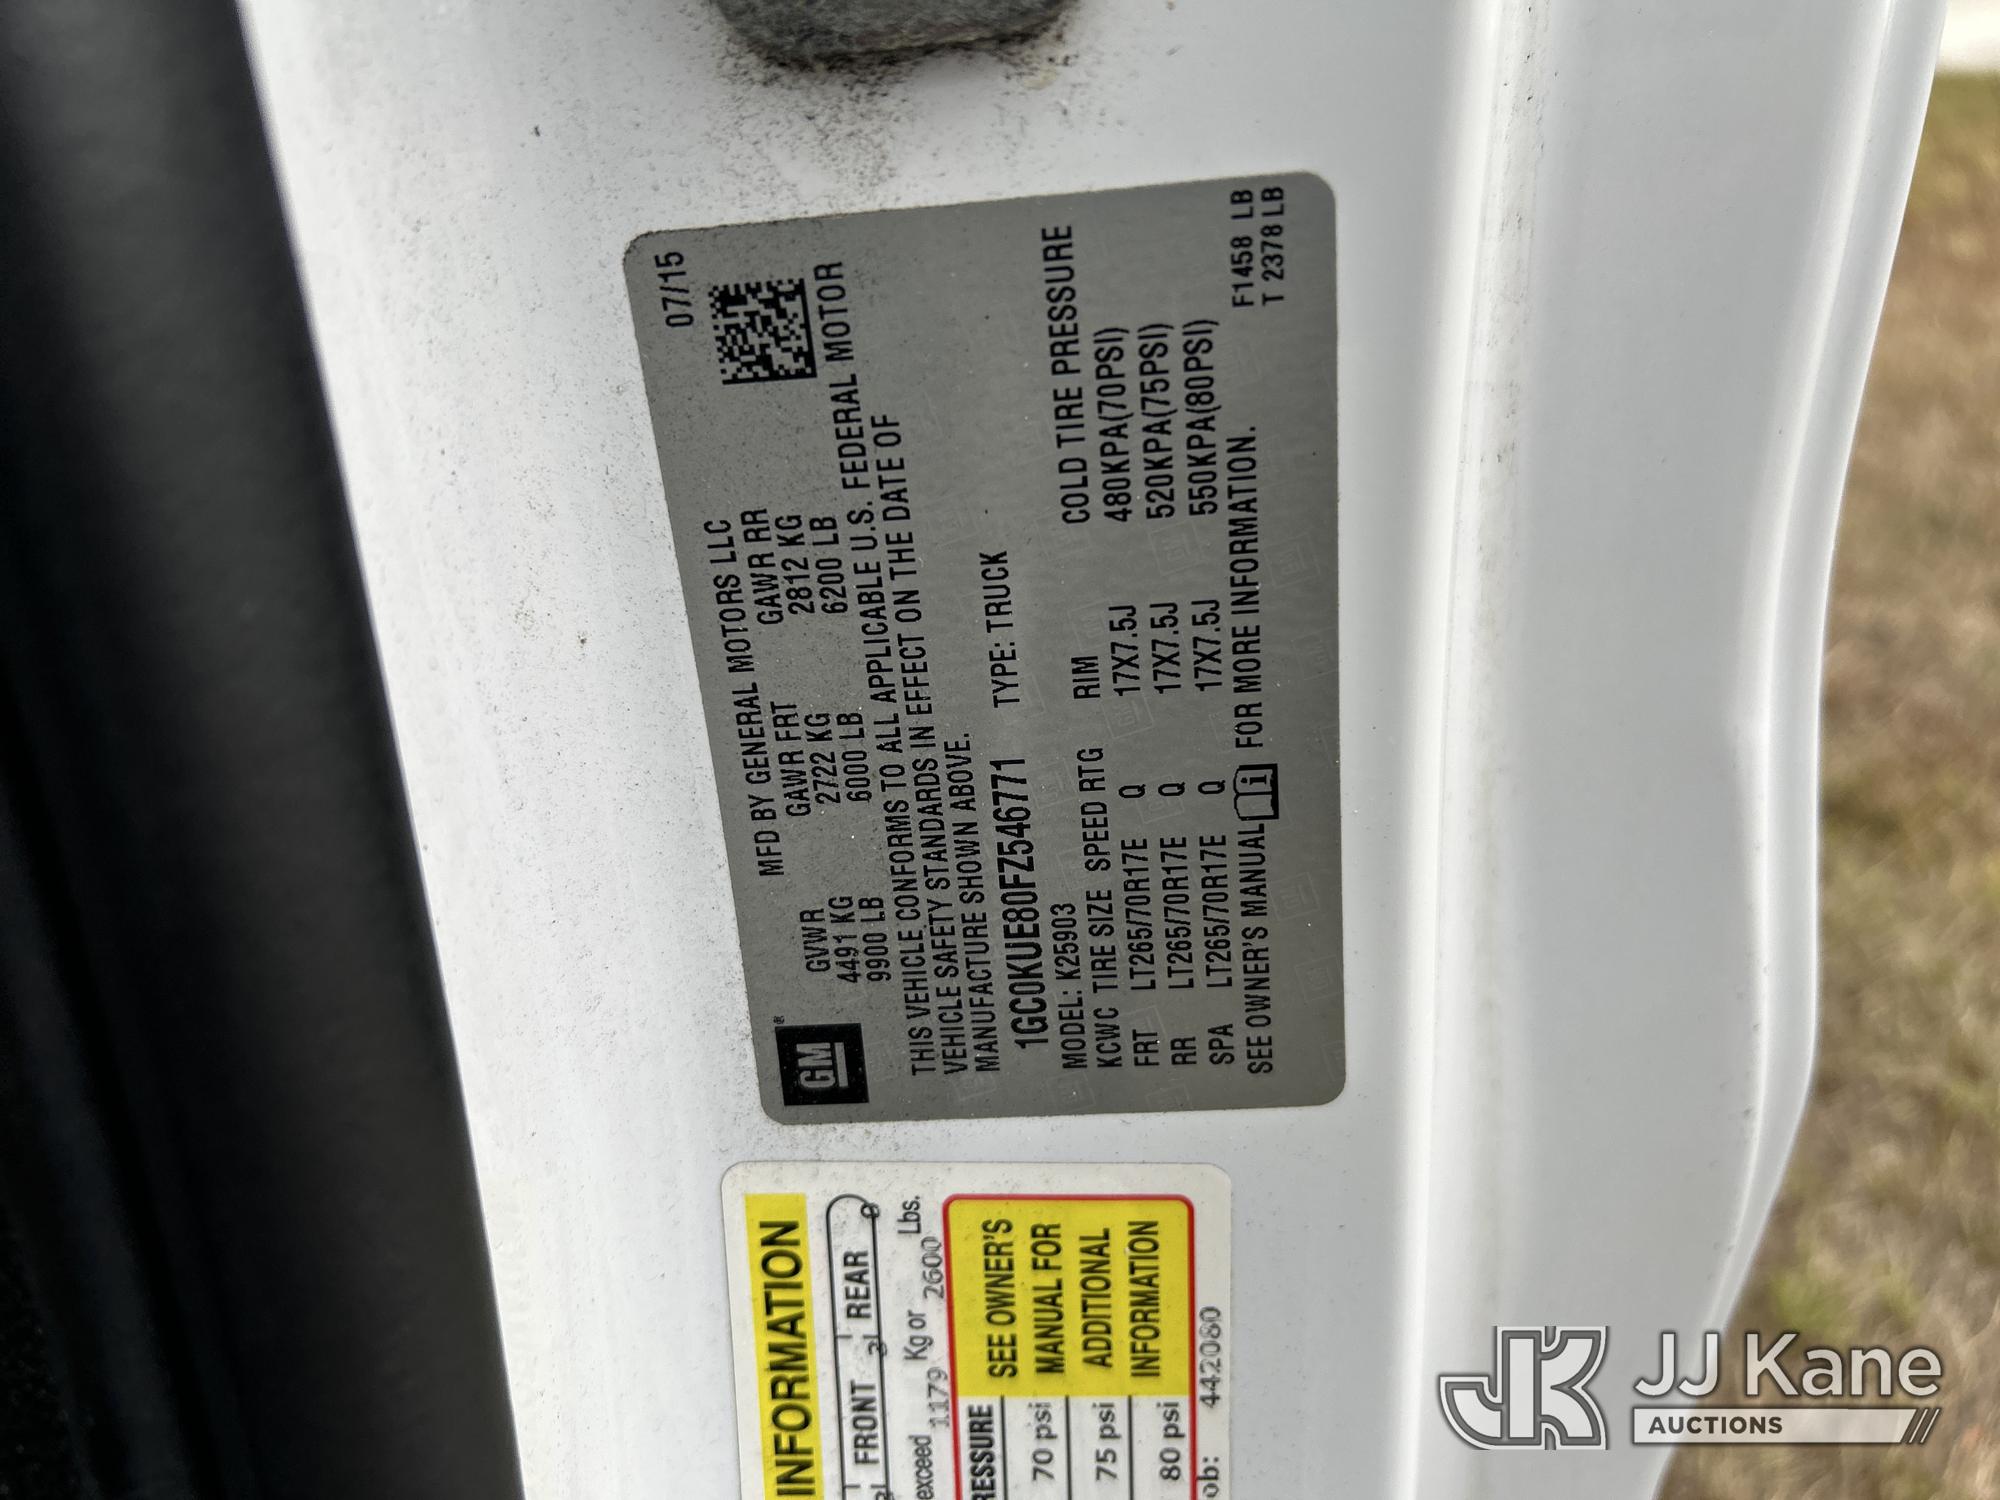 07/15
MFD BY GENERAL MOTORS LLC
GM®
GVWR GAWR FRT GAWR RR
4491 KG 2722 KG 2812 KG
9900 LB 6000 LB 6200 LB
THIS VEHICLE CONFORMS TO ALL APPLICABLE U.S. FEDERAL MOTOR
VEHICLE SAFETY STANDARDS IN EFFECT ON THE DATE OF
MANUFACTURE SHOWN ABOVE.
1GC0KUE80FZ546771 TYPE: TRUCK
MODEL: K25903
KCWC TIRE SIZE SPEED RTG RIM COLD TIRE PRESSURE
FRT LT265/70R17E Q 17X7.5J 480KPA(70PSI)
RR LT265/70R17E Q 17X7.5J 520KPA(75PSI)
SPA LT265/70R17E Q 17X7.5J 550KPA(80PSI)
SEE OWNER'S MANUAL FOR MORE INFORMATION.
F1458 LB
T 2378 LB
INFORMATION
FRONT 3 REAR
exceed 1179 Kg or 2600 Lbs.
RESSURE SEE OWNER'S
70 psi MANUAL FOR
75 psi ADDITIONAL
80 psi INFORMATION
ob: 442080
JJ Kane
AUCTIONS